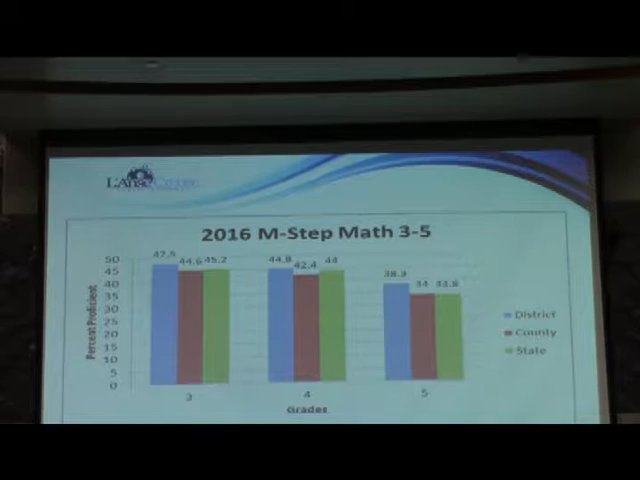 L'Anse Creuse
2016 M-Step Math 3-5
Percent Proficient
50
45
40
35
30
25
20
15
10
5
0
44.6 45.2
44.8 42.4 44
38.3 34 33.8
3 4 5
Grades
District
County
State